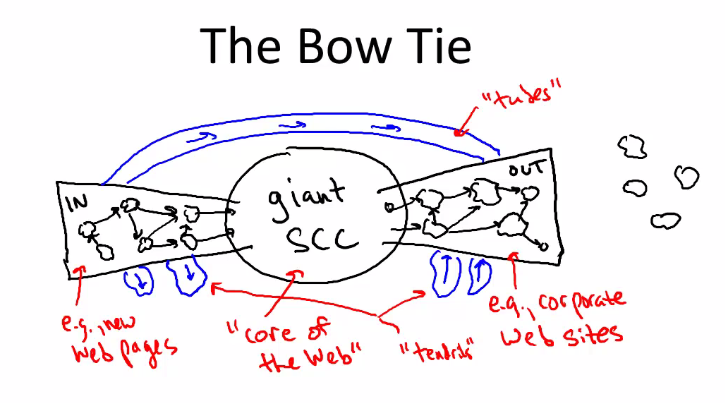 The Bow Tie
"tubes"
IN
OUT
giant
SCC
e.g., new
web pages
"core of
the Web"
"tendrils"
e.g., corporate
web sites